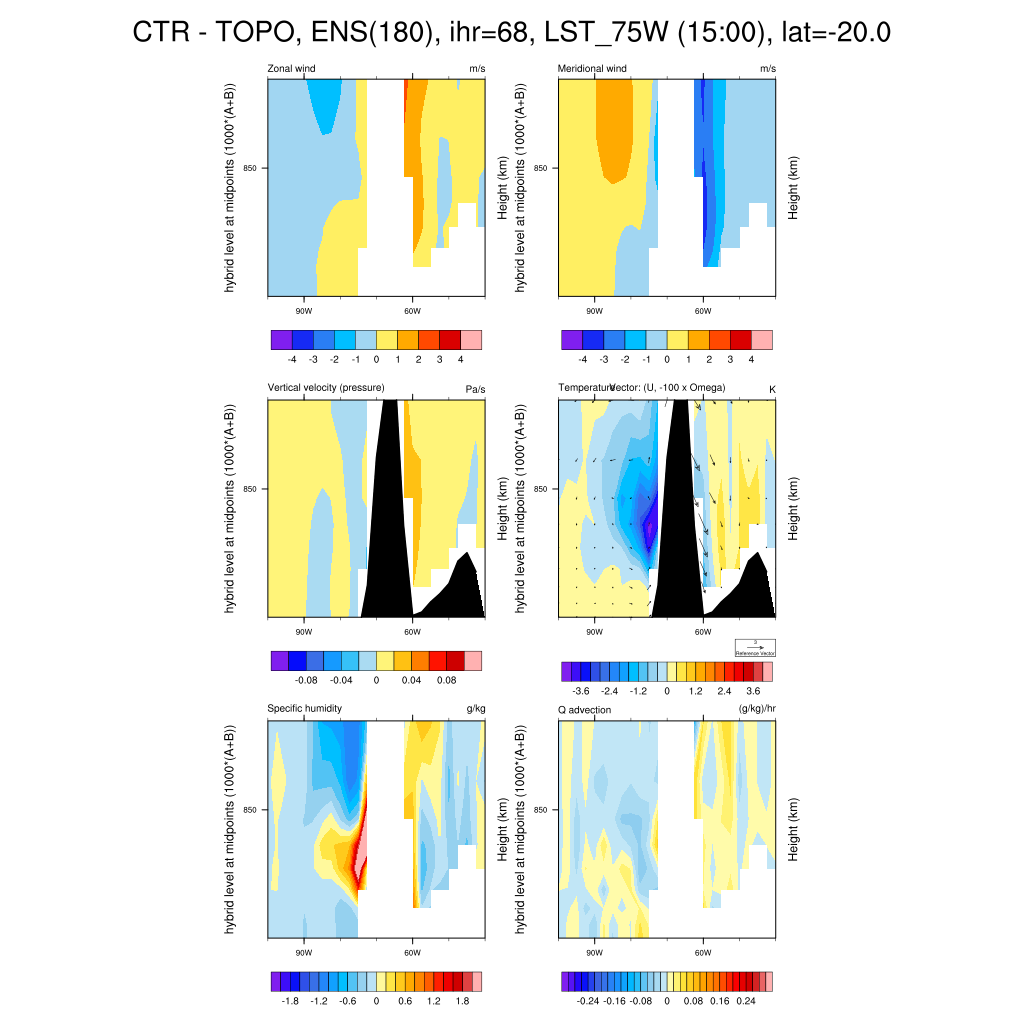 CTR - TOPO, ENS(180), ihr=68, LST_75W (15:00), lat=-20.0
Zonal wind m/s
hybrid level at midpoints (1000*(A+B))
850
Height (km)
90W 60W
-4 -3 -2 -1 0 1 2 3 4
Meridional wind m/s
hybrid level at midpoints (1000*(A+B))
850
Height (km)
90W 60W
-4 -3 -2 -1 0 1 2 3 4
Vertical velocity (pressure) Pa/s
hybrid level at midpoints (1000*(A+B))
850
Height (km)
90W 60W
-0.08 -0.04 0 0.04 0.08
Temperature Vector: (U, -100 x Omega) K
hybrid level at midpoints (1000*(A+B))
850
Height (km)
90W 60W
3
Reference Vector
-3.6 -2.4 -1.2 0 1.2 2.4 3.6
Specific humidity g/kg
hybrid level at midpoints (1000*(A+B))
850
Height (km)
90W 60W
-1.8 -1.2 -0.6 0 0.6 1.2 1.8
Q advection (g/kg)/hr
hybrid level at midpoints (1000*(A+B))
850
Height (km)
90W 60W
-0.24 -0.16 -0.08 0 0.08 0.16 0.24